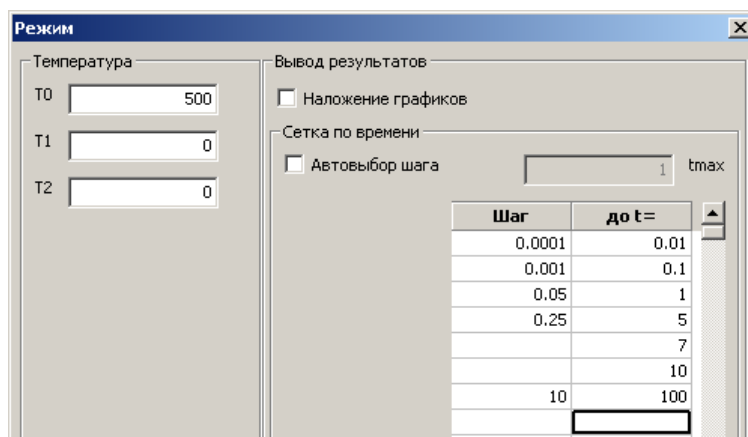 Режим
Температура
T0 500
T1 0
T2 0
Вывод результатов
Наложение графиков
Сетка по времени
Автовыбор шага 1 tmax
Шаг до t=
0.0001 0.01
0.001 0.1
0.05 1
0.25 5
7
10
10 100